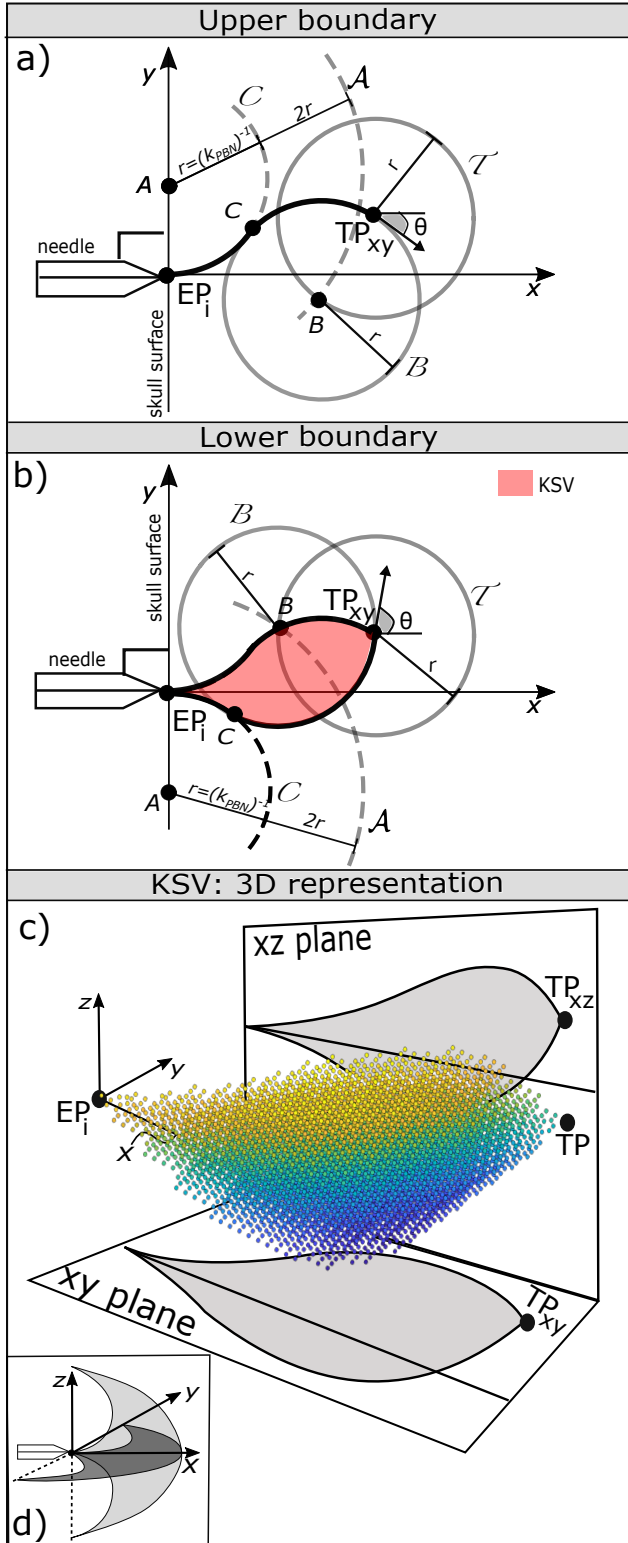 Upper boundary
a)
y
C
A
2r
r=(k_PBN)^-1
r
T
A
C
TP_xy
θ
needle
EP_i
x
B
r
B
skull surface
Lower boundary
b)
y
KSV
skull surface
B
r
B
TP_xy
θ
T
r
needle
EP_i
C
x
A
r=(k_PBN)^-1
C
2r
A
KSV: 3D representation
c)
xz plane
TP_xz
z
y
EP_i
x
TP
xy plane
TP_xy
z
y
x
d)